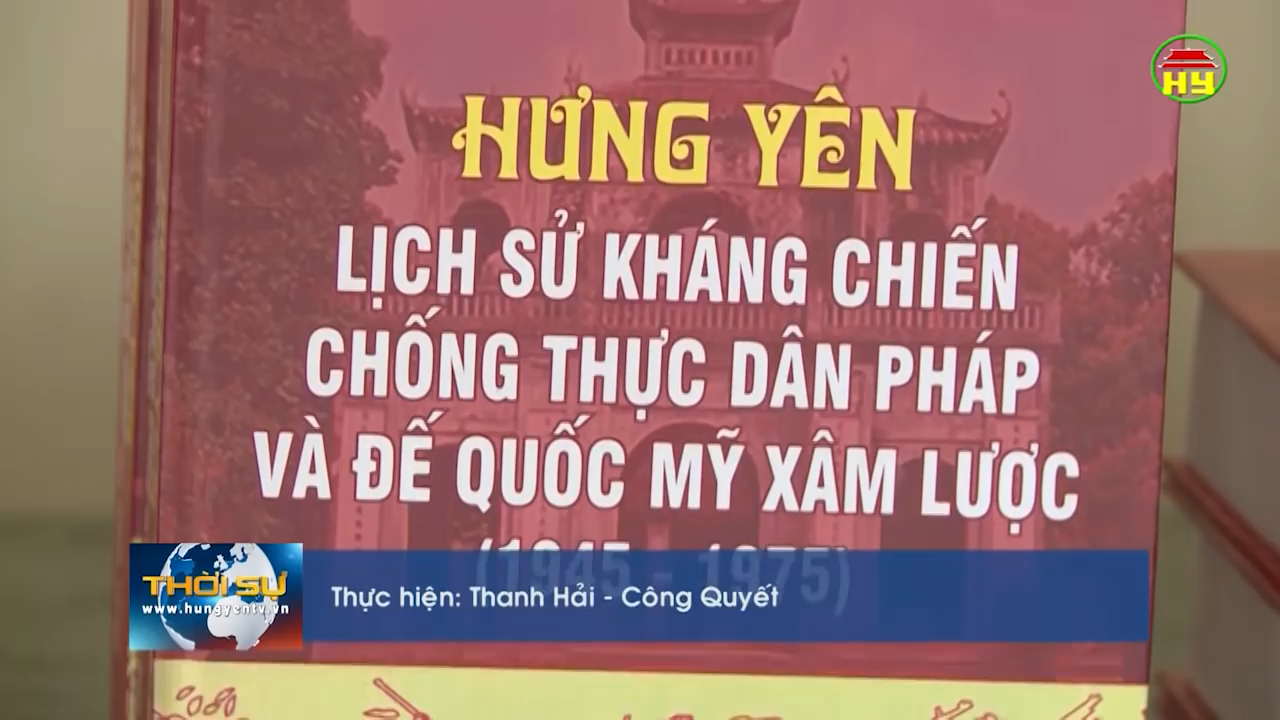 HY
HƯNG YÊN
LỊCH SỬ KHÁNG CHIẾN
CHỐNG THỰC DÂN PHÁP
VÀ ĐẾ QUỐC MỸ XÂM LƯỢC
(1945 - 1975)
THỜI SỰ
www.hungyentv.vn
Thực hiện: Thanh Hải - Công Quyết